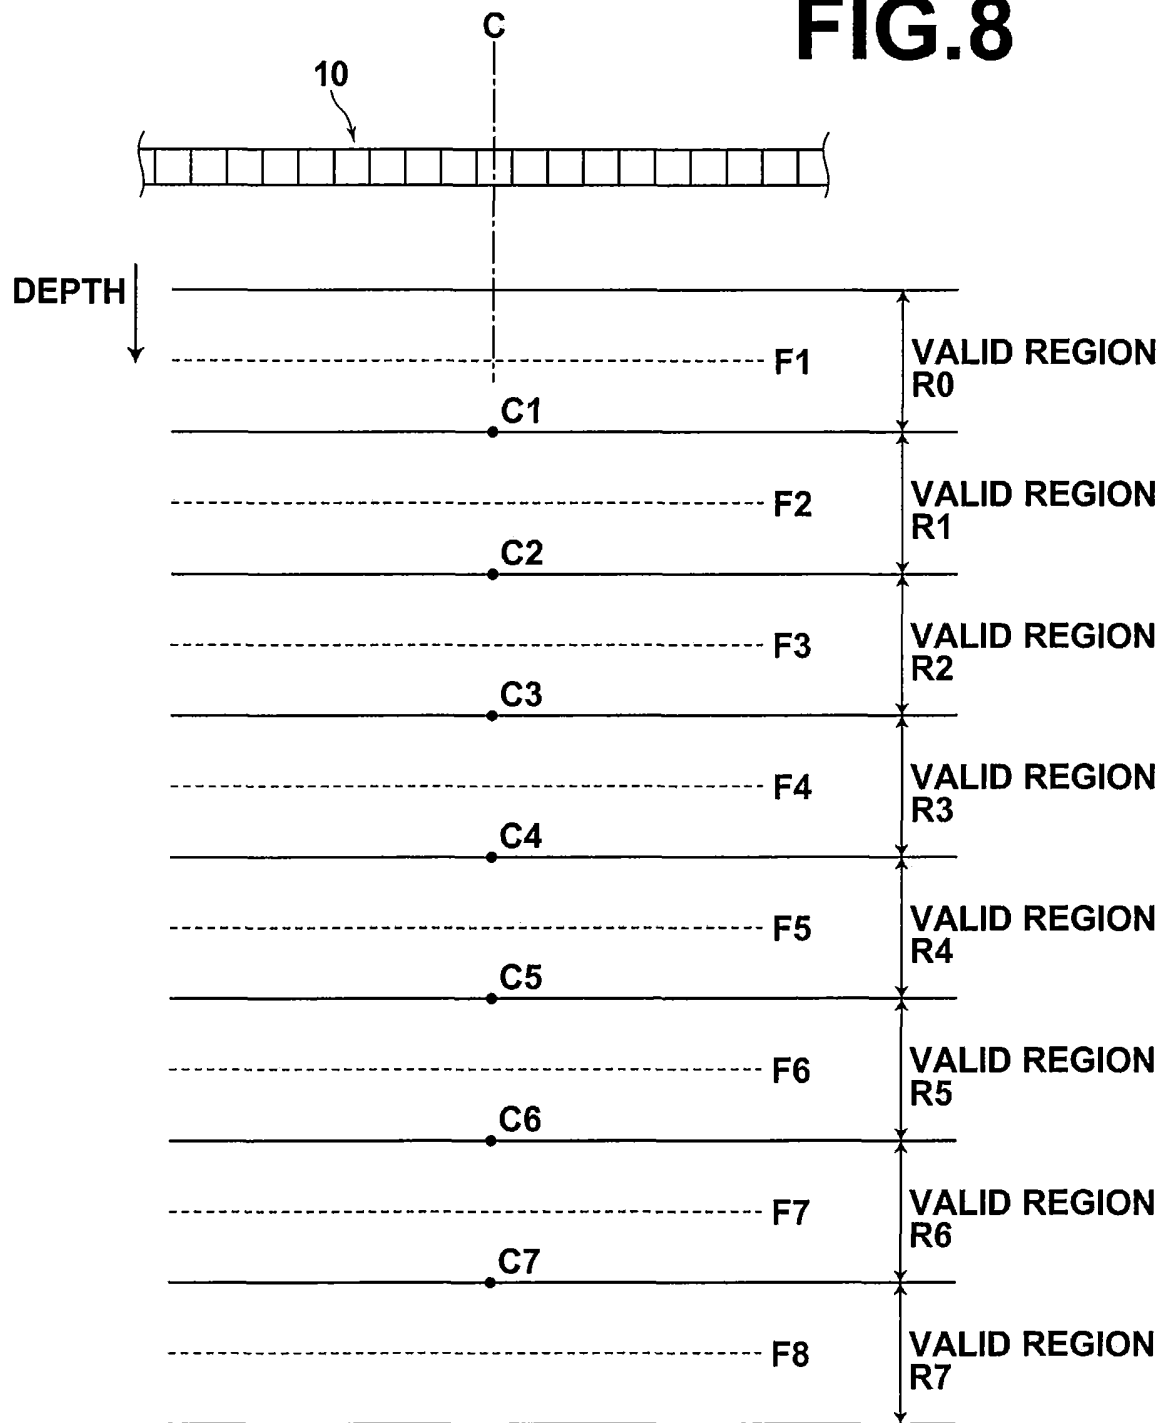 FIG.8
C
10
DEPTH
F1
VALID REGION
R0
C1
F2
VALID REGION
R1
C2
F3
VALID REGION
R2
C3
F4
VALID REGION
R3
C4
F5
VALID REGION
R4
C5
F6
VALID REGION
R5
C6
F7
VALID REGION
R6
C7
F8
VALID REGION
R7